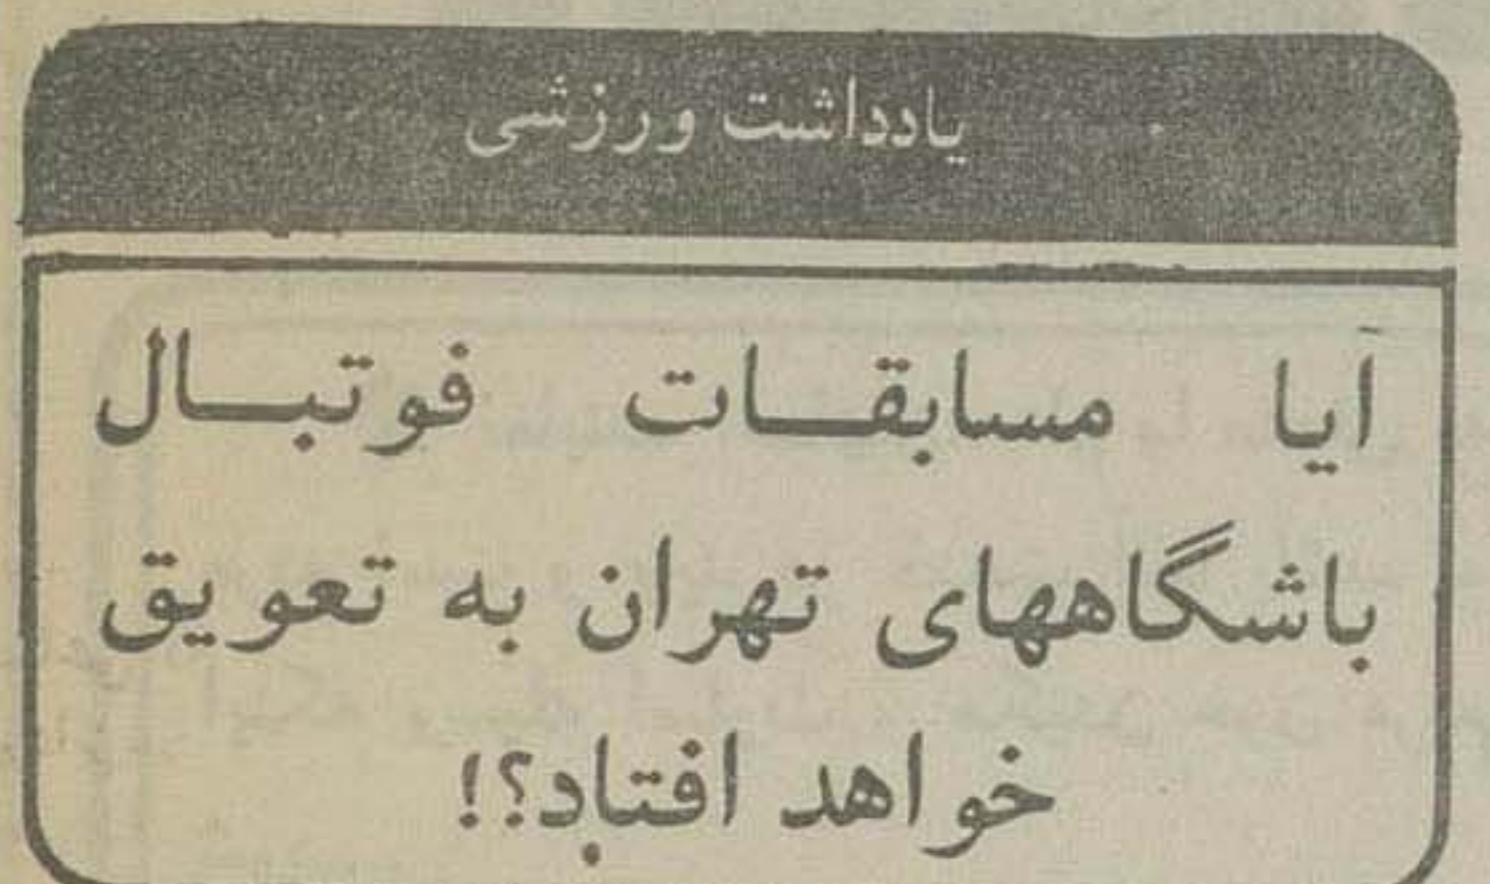 یادداشت ورزشی
آیا مسابقات فوتبال
باشگاههای تهران به تعویق
خواهد افتاد؟!